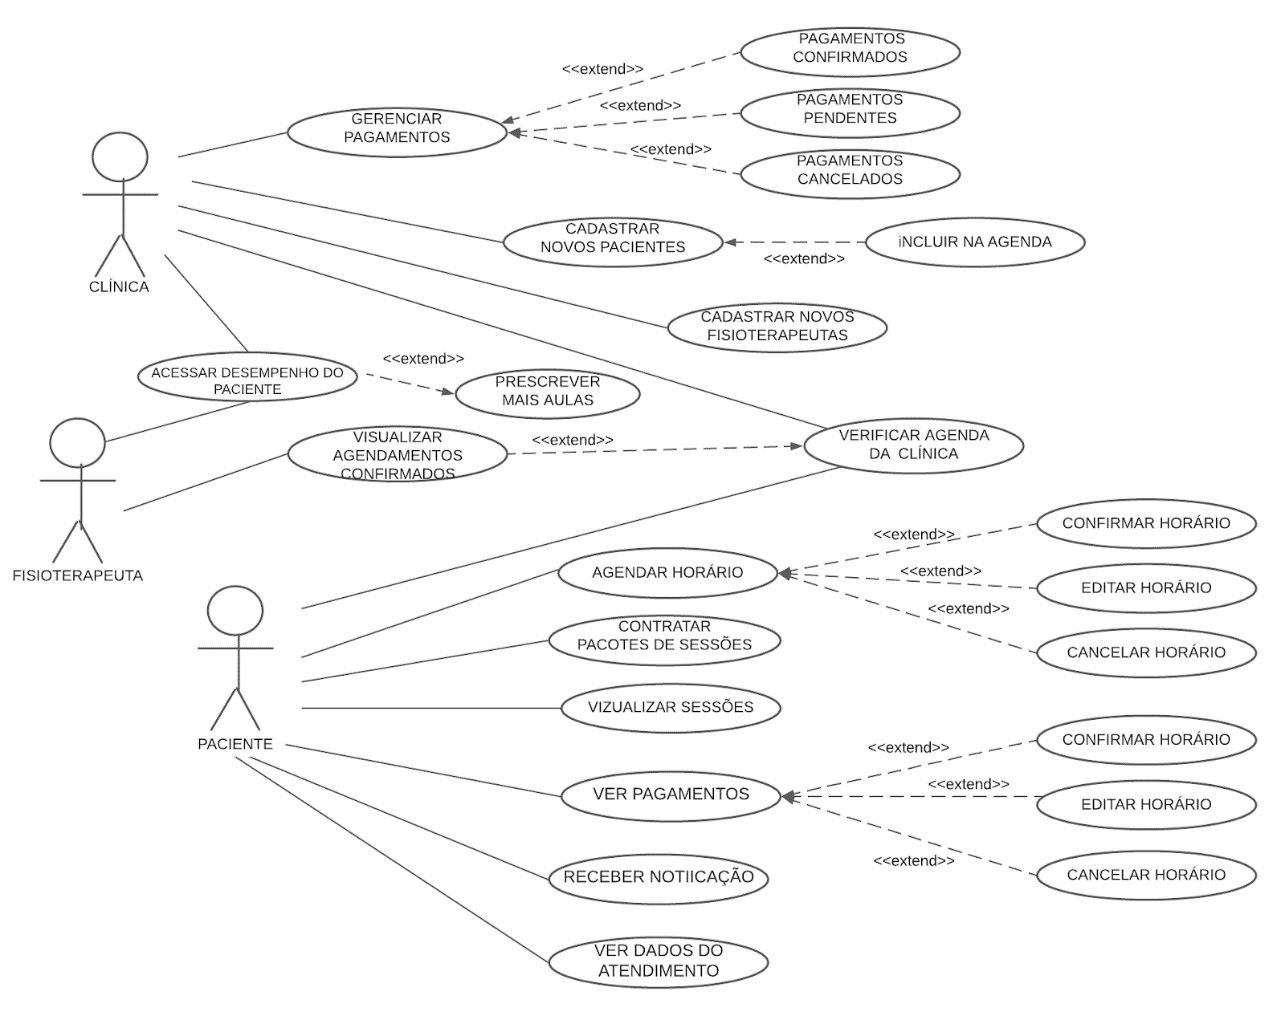 PAGAMENTOS
CONFIRMADOS
<<extend>>
<<extend>>
PAGAMENTOS
PENDENTES
GERENCIAR
PAGAMENTOS
<<extend>>
PAGAMENTOS
CANCELADOS
CADASTRAR
NOVOS PACIENTES
iNCLUIR NA AGENDA
<<extend>>
CLÍNICA
CADASTRAR NOVOS
FISIOTERAPEUTAS
<<extend>>
ACESSAR DESEMPENHO DO
PACIENTE
PRESCREVER
MAIS AULAS
VISUALIZAR
AGENDAMENTOS
CONFIRMADOS
<<extend>>
VERIFICAR AGENDA
DA CLÍNICA
FISIOTERAPEUTA
CONFIRMAR HORÁRIO
<<extend>>
AGENDAR HORÁRIO
<<extend>>
EDITAR HORÁRIO
<<extend>>
CONTRATAR
PACOTES DE SESSÕES
CANCELAR HORÁRIO
VIZUALIZAR SESSÕES
PACIENTE
CONFIRMAR HORÁRIO
<<extend>>
<<extend>>
VER PAGAMENTOS
EDITAR HORÁRIO
<<extend>>
CANCELAR HORÁRIO
RECEBER NOTIICAÇÃO
VER DADOS DO
ATENDIMENTO